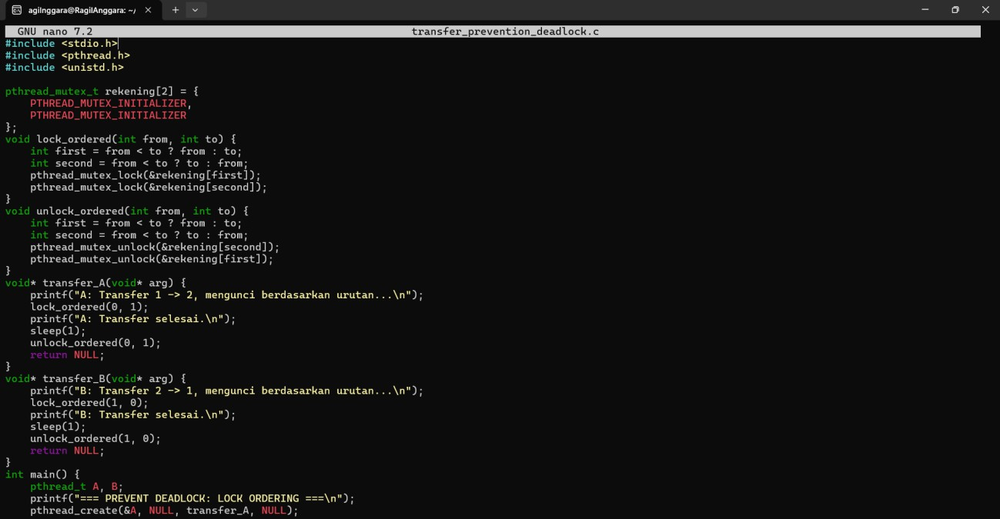 agilnggara@RagilAnggara: ~/
GNU nano 7.2 transfer_prevention_deadlock.c
#include <stdio.h>
#include <pthread.h>
#include <unistd.h>
pthread_mutex_t rekening[2] = {
    PTHREAD_MUTEX_INITIALIZER,
    PTHREAD_MUTEX_INITIALIZER
};
void lock_ordered(int from, int to) {
    int first = from < to ? from : to;
    int second = from < to ? to : from;
    pthread_mutex_lock(&rekening[first]);
    pthread_mutex_lock(&rekening[second]);
}
void unlock_ordered(int from, int to) {
    int first = from < to ? from : to;
    int second = from < to ? to : from;
    pthread_mutex_unlock(&rekening[second]);
    pthread_mutex_unlock(&rekening[first]);
}
void* transfer_A(void* arg) {
    printf("A: Transfer 1 -> 2, mengunci berdasarkan urutan...\n");
    lock_ordered(0, 1);
    printf("A: Transfer selesai.\n");
    sleep(1);
    unlock_ordered(0, 1);
    return NULL;
}
void* transfer_B(void* arg) {
    printf("B: Transfer 2 -> 1, mengunci berdasarkan urutan...\n");
    lock_ordered(1, 0);
    printf("B: Transfer selesai.\n");
    sleep(1);
    unlock_ordered(1, 0);
    return NULL;
}
int main() {
    pthread_t A, B;
    printf("=== PREVENT DEADLOCK: LOCK ORDERING ===\n");
    pthread_create(&A, NULL, transfer_A, NULL);